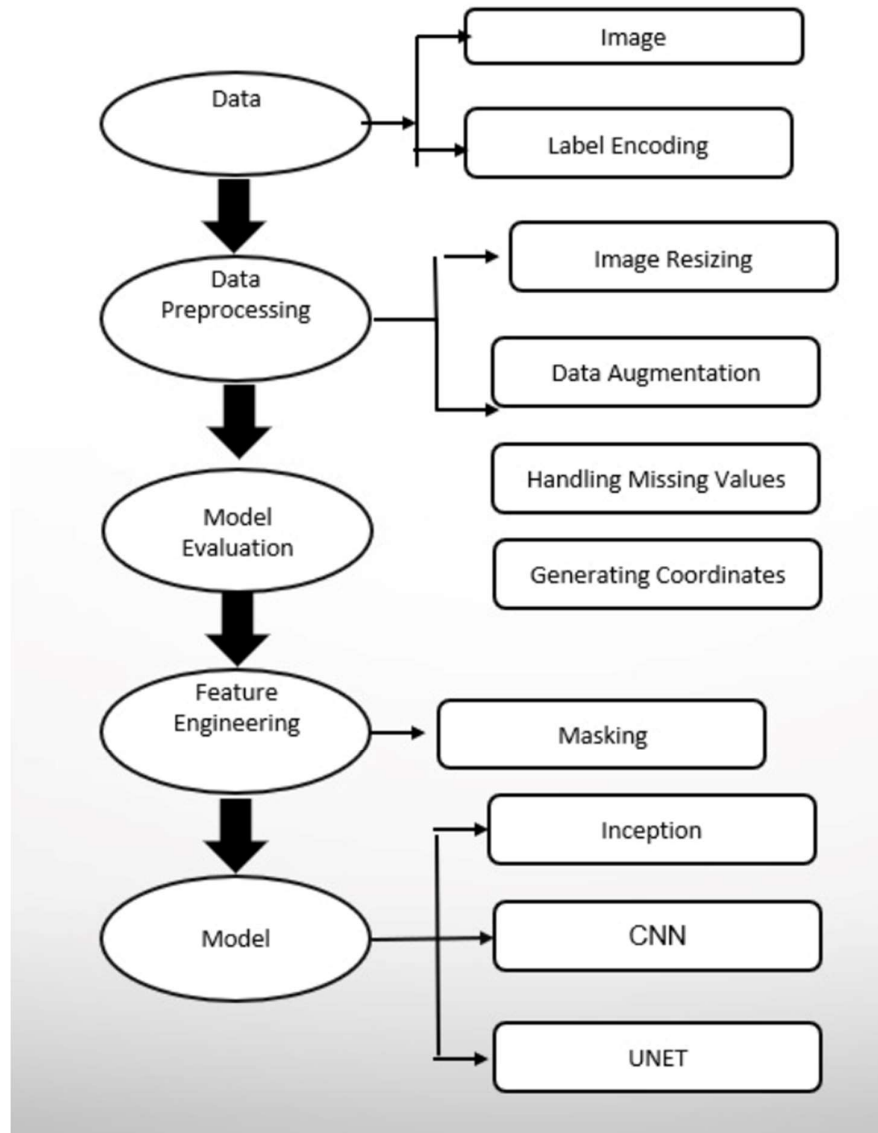 Data
Image
Label Encoding
Data
Preprocessing
Image Resizing
Data Augmentation
Handling Missing Values
Generating Coordinates
Model
Evaluation
Feature
Engineering
Masking
Model
Inception
CNN
UNET